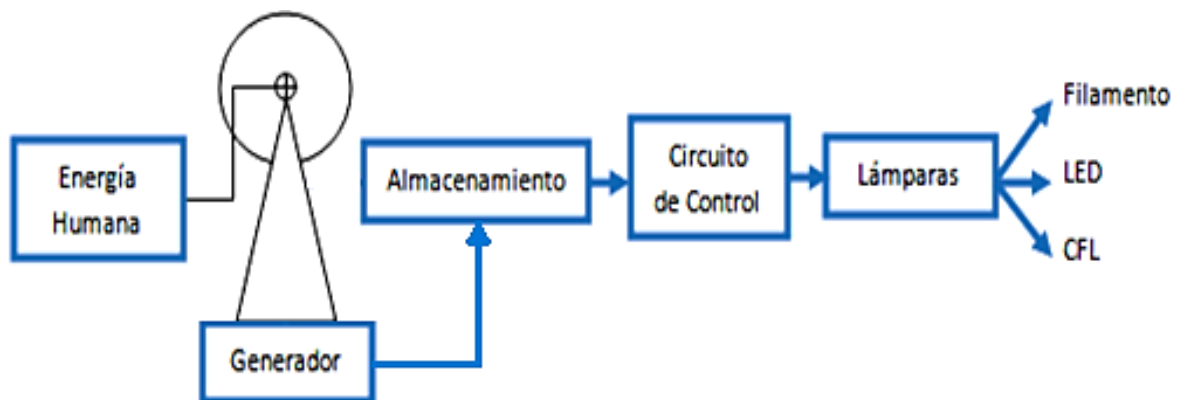 Energía
Humana
Generador
Almacenamiento
Circuito
de Control
Lámparas
Filamento
LED
CFL